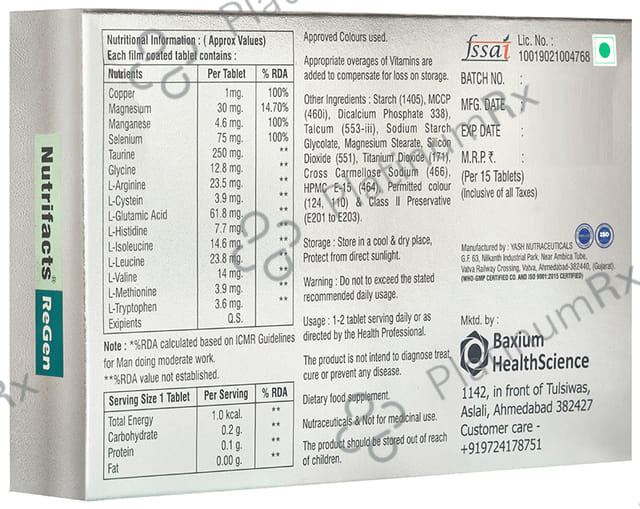 Nutrifacts® ReGen
Nutritional Information : ( Approx Values)
Each film coated tablet contains :
Nutrients Per Tablet % RDA
Copper 1mg. 100%
Magnesium 30 mg. 14.70%
Manganese 4.6 mg. 100%
Selenium 75 mg. 100%
Taurine 250 mg. **
Glycine 12.8 mg. **
L-Arginine 23.5 mg. **
L-Cystein 3.9 mg. **
L-Glutamic Acid 61.8 mg. **
L-Histidine 7.7 mg. **
L-Isoleucine 14.6 mg. **
L-Leucine 23.8 mg. **
L-Valine 14 mg. **
L-Methionine 3.9 mg. **
L-Tryptophen 3.6 mg. **
Exipients Q.S.
Note : *%RDA calculated based on ICMR Guidelines
for Man doing moderate work.
**%RDA value not established.
Serving Size 1 Tablet Per Serving % RDA
Total Energy 1.0 kcal. **
Carbohydrate 0.2 g. **
Protein 0.1 g. **
Fat 0.00 g. **
Approved Colours used.
Appropriate overages of Vitamins are
added to compensate for loss on storage.
Other Ingredients : Starch (1405), MCCP
(460i), Dicalcium Phosphate 338),
Talcum (553-iii), Sodium Starch
Glycolate, Magnesium Stearate, Silicon
Dioxide (551), Titanium Dioxide (171),
Cross Carmellose Sodium (466),
HPMC E-15 (464), Permitted colour
(124, 110) & Class II Preservative
(E201 to E203).
Storage : Store in a cool & dry place,
Protect from direct sunlight.
Warning : Do not to exceed the stated
recommended daily usage.
Usage : 1-2 tablet serving daily or as
directed by the Health Professional.
The product is not intend to diagnose treat,
cure or prevent any disease.
Dietary food supplement.
Nutraceuticals & Not for medicinal use.
The product should be stored out of reach
of children.
fssai Lic. No. :
10019021004768
BATCH NO. :
MFG. DATE :
EXP DATE :
M.R.P. ₹. :
(Per 15 Tablets)
(Inclusive of all Taxes)
ISO
Manufactured by : YASH NUTRACEUTICALS
G.F. 63, Nilkanth Industrial Park, Near Ambica Tube,
Vatva Railway Crossing, Vatva, Ahmedabad-382440, (Gujarat).
(WHO-GMP CERTIFIED CO. AND ISO 9001:2015 CERTIFIED)
Mktd. by :
Baxium
HealthScience
1142, in front of Tulsiwas,
Aslali, Ahmedabad 382427
Customer care -
+919724178751
PlatinumRx
PlatinumRx
PlatinumRx
PlatinumRx
Rx